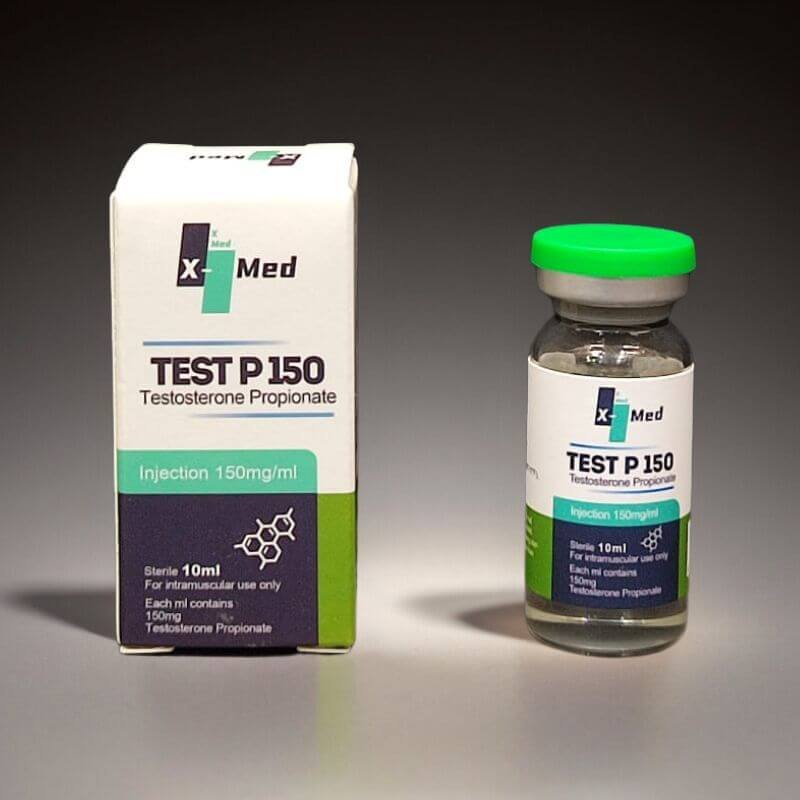 X-Med
X
Med
X-Med
TEST P 150
Testosterone Propionate
Injection 150mg/ml
Sterile 10ml
For intramuscular use only
Each ml contains
150mg
Testosterone Propionate
X
Med
X-Med
TEST P 150
Testosterone Propionate
Injection 150mg/ml
Sterile 10ml
For intramuscular use only
Each ml contains
150mg
Testosterone Propionate